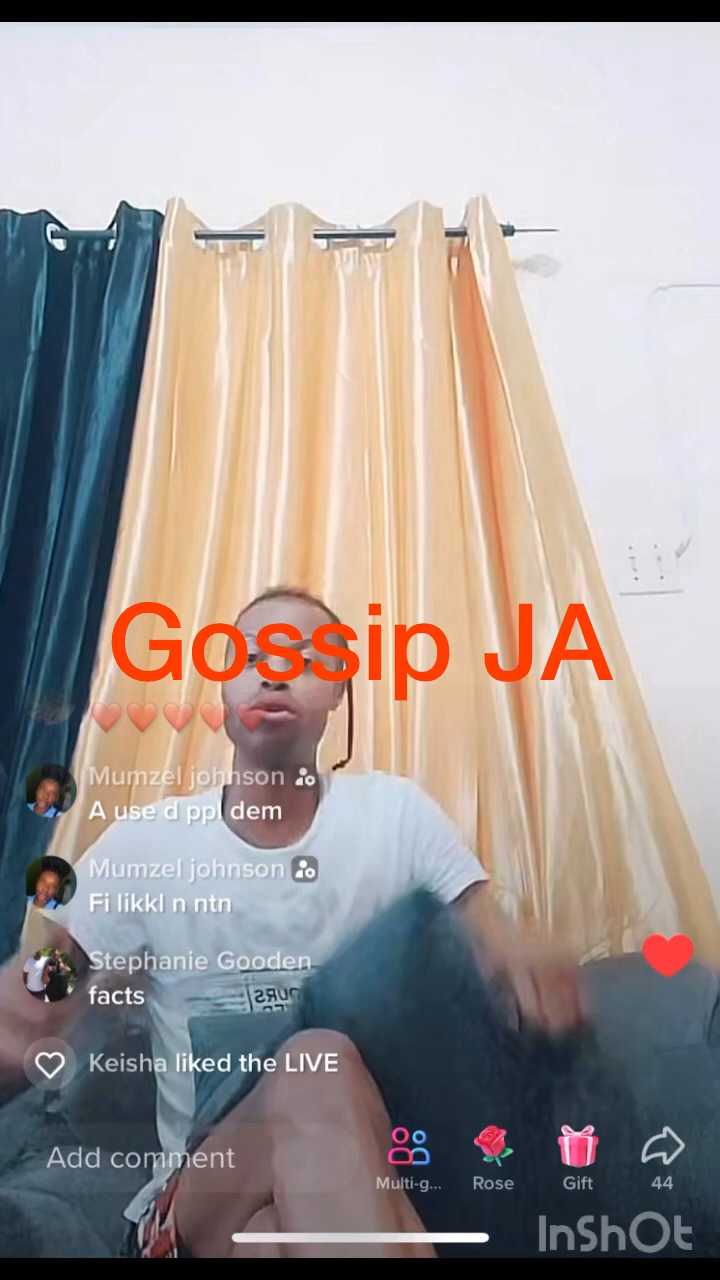 Gossip JA
Mumzel johnson
A use d ppl dem
Mumzel johnson
Fi likkl n ntn
Stephanie Gooden
facts
Keisha liked the LIVE
Add comment
Multi-g...
Rose
Gift
44
InShOt